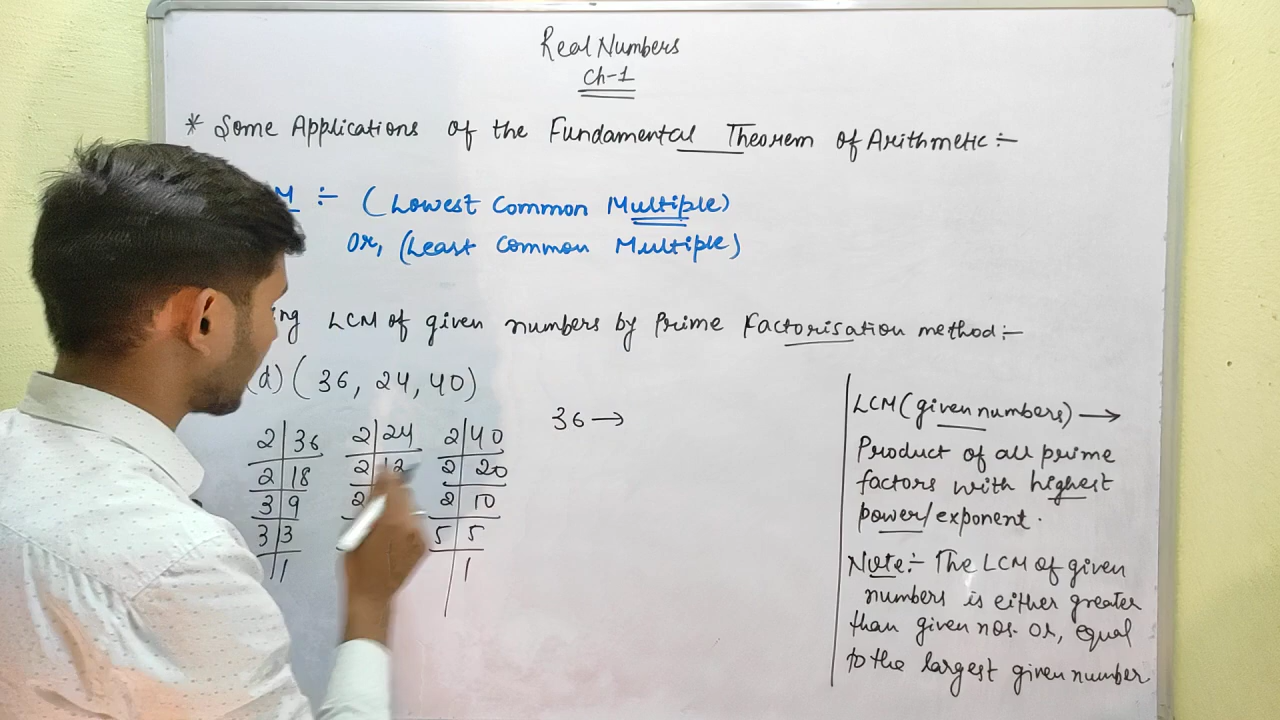 Real Numbers
Ch-1
* Some Applications of the Fundamental Theorem of Arithmetic :-
M :- (Lowest Common Multiple)
Or, (Least Common Multiple)
ing LCM of given numbers by Prime Factorisation method :-
(d) (36, 24, 40)
36 →
2 | 36
2 | 18
3 | 9
3 | 3
| 1
2 | 24
2 | 12
2
2 | 40
2 | 20
2 | 10
5 | 5
| 1
LCM (given numbers) →
Product of all prime
factors with highest
power/exponent.
Note:- The LCM of given
numbers is either greater
than given nos. or, equal
to the largest given number